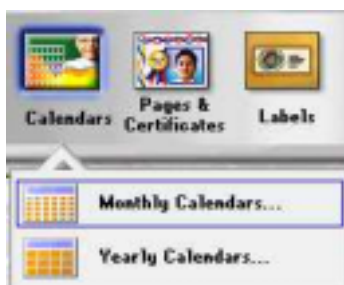 Calendars
Pages &
Certificates
Labels
Monthly Calendars...
Yearly Calendars...